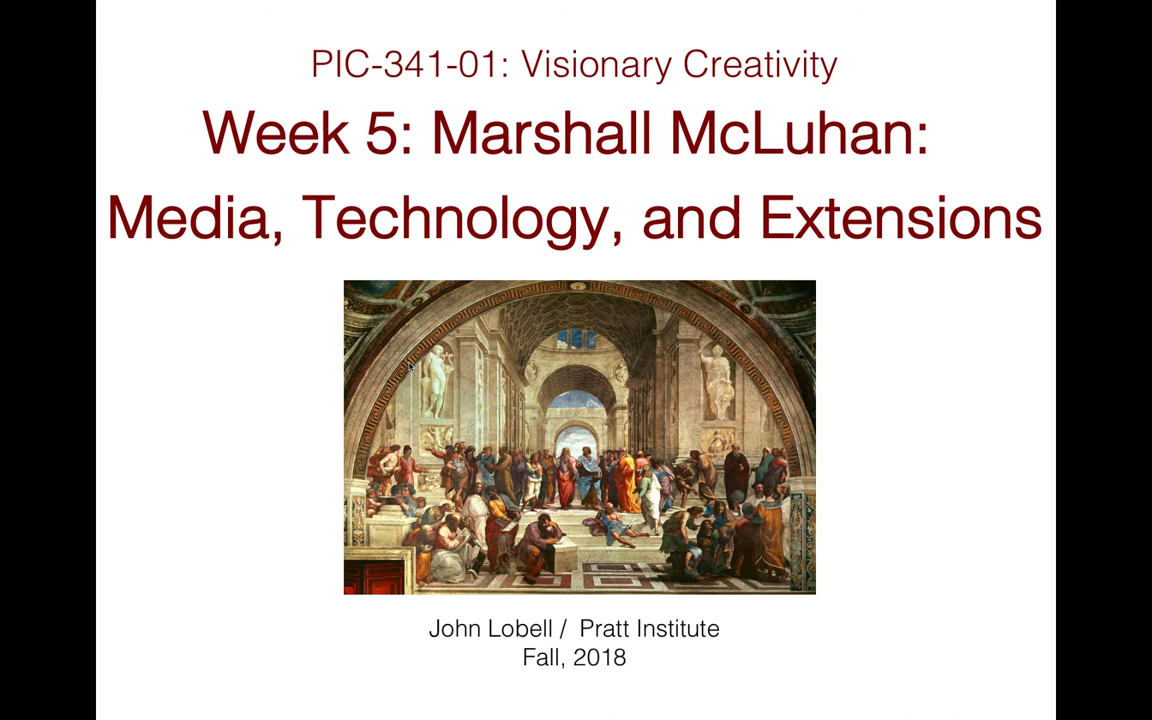 PIC-341-01: Visionary Creativity
Week 5: Marshall McLuhan:
Media, Technology, and Extensions
John Lobell / Pratt Institute
Fall, 2018